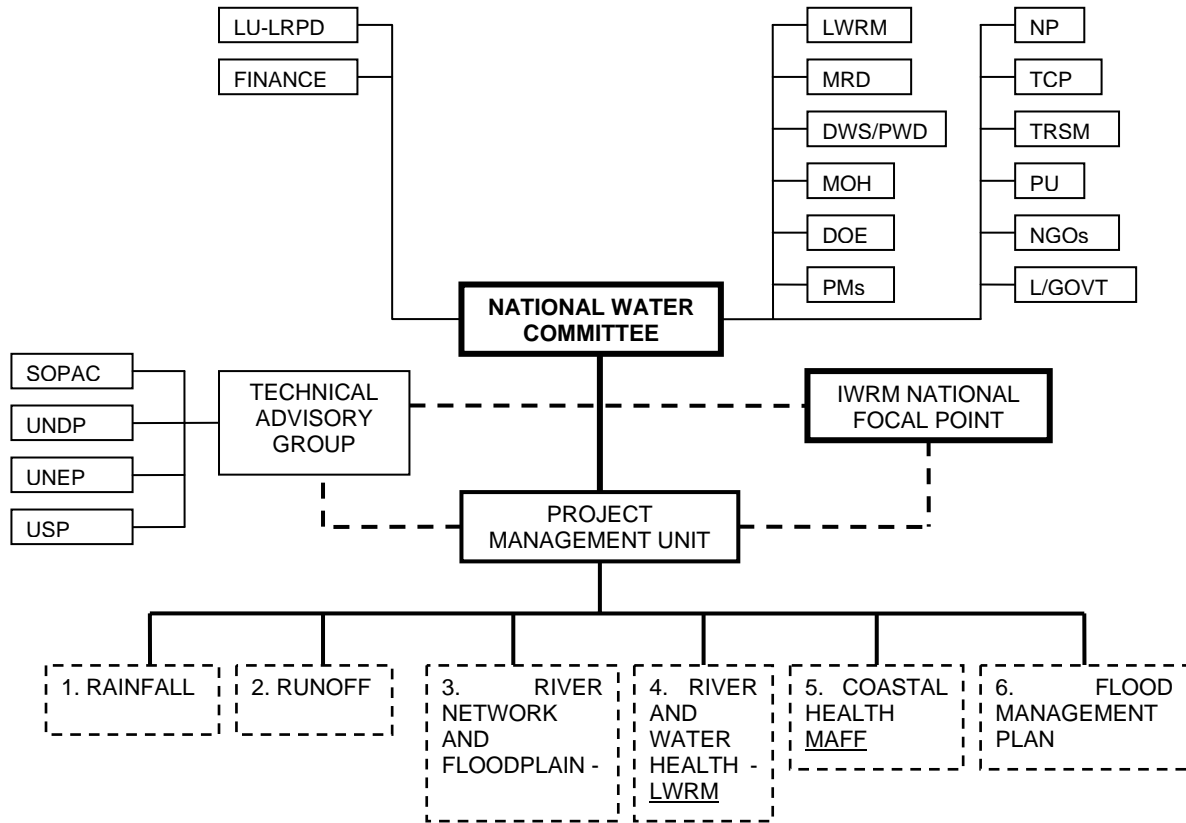 LU-LRPD
FINANCE
LWRM
MRD
DWS/PWD
MOH
DOE
PMs
NP
TCP
TRSM
PU
NGOs
L/GOVT
NATIONAL WATER
COMMITTEE
SOPAC
UNDP
UNEP
USP
TECHNICAL
ADVISORY
GROUP
IWRM NATIONAL
FOCAL POINT
PROJECT
MANAGEMENT UNIT
1. RAINFALL
2. RUNOFF
3. RIVER
NETWORK
AND
FLOODPLAIN -
4. RIVER
AND
WATER
HEALTH -
LWRM
5. COASTAL
HEALTH
MAFF
6. FLOOD
MANAGEMENT
PLAN